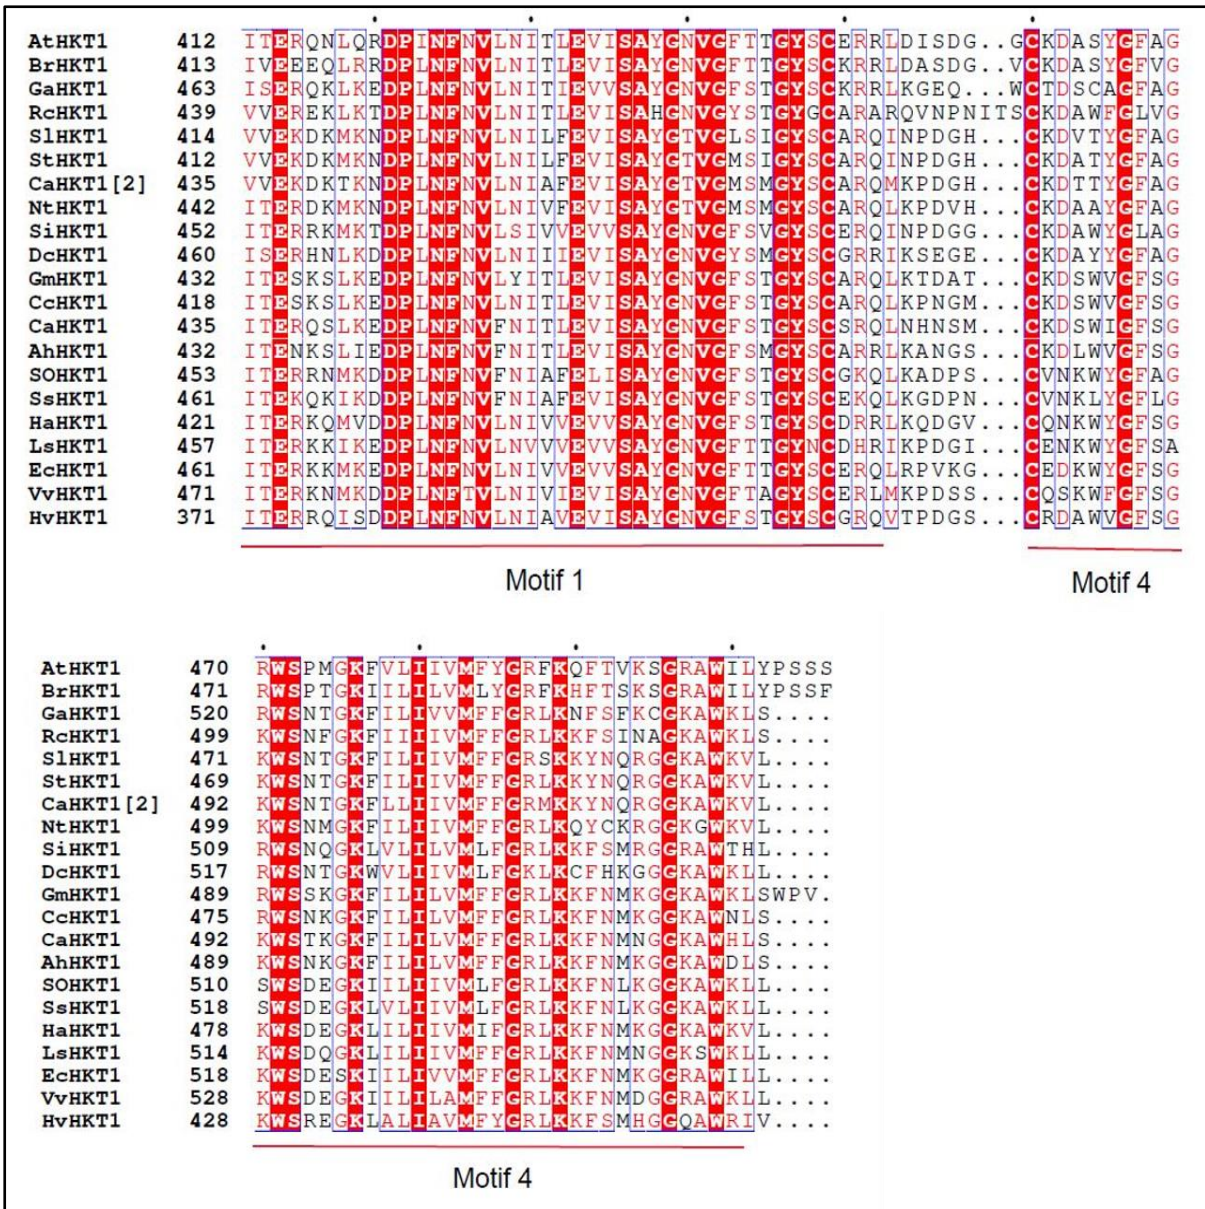 AtHKT1 412 ITERQNLQRDPINFNVLNITLEVISAYGNVGFTTGYSCERRLDISDG..GCKDASYGFAG
BrHKT1 413 IVEEEQLRRDPLNFNVLNITLEVISAYGNVGFTTGYSCKRRLDASDG..VCKDASYGFVG
GaHKT1 463 ISERQKLKEDPLNFNVLNITIEVVSAYGNVGFSTGYSCKRRLKGEQ...WCTDSCAGFAG
RcHKT1 439 VVEREKLKTDPLNFNVLNITLEVISAHGNVGYSTGYGCARARQVNPNITSCKDAWFGLVG
SlHKT1 414 VVEKDKMKNDPLNFNVLNILFEVISAYGTVGLSIGYSCARQINPDGH...CKDVTYGFAG
StHKT1 412 VVEKDKMKNDPLNFNVLNILFEVISAYGTVGMSIGYSCARQINPDGH...CKDATYGFAG
CaHKT1[2] 435 VVEKDKTKNDPLNFNVLNIAFEVISAYGTVGMSMGYSCARQMKPDGH...CKDTTYGFAG
NtHKT1 442 ITERDKMKNDPLNFNVLNIVFEVISAYGTVGMSMGYSCARQLKPDVH...CKDAAYGFAG
SiHKT1 452 ITERRKMKTDPLNFNVLSIVVEVVSAYGNVGFSVGYSCERQINPDGG...CKDAWYGLAG
DcHKT1 460 ISERHNLKDDPLNFNVLNIIIEVISAYGNVGYSMGYSCGRRIKSEGE...CKDAYYGFAG
GmHKT1 432 ITESKSLKEDPLNFNVLYITLEVISAYGNVGFSTGYSCARQLKTDAT...CKDSWVGFSG
CcHKT1 418 ITESKSLKEDPLNFNVLNITLEVISAYGNVGFSTGYSCARQLKPNGM...CKDSWVGFSG
CaHKT1 435 ITERQSLKEDPLNFNVFNITLEVISAYGNVGFSTGYSCSRQLNHNSM...CKDSWIGFSG
AhHKT1 432 ITENKSLIEDPLNFNVFNITLEVISAYGNVGFSMGYSCARRLKANGS...CKDLWVGFSG
SOHKT1 453 ITERRNMKDDPLNFNVFNIAFELISAYGNVGFSTGYSCGKQLKADPS...CVNKWYGFAG
SsHKT1 461 ITEKQKIKDDPLNFNVFNIAFEVISAYGNVGFSTGYSCEKQLKGDPN...CVNKLYGFLG
HaHKT1 421 ITERKQMVDDPLNFNVLNIVVEVVSAYGNVGFSTGYSCDRRLKQDGV...CQNKWYGFSG
LsHKT1 457 ITERKKIKEDPLNFNVLNVVVEVVSAYGNVGFTTGYNCDHRIKPDGI...CENKWYGFSA
EcHKT1 461 ITERKKMKEDPLNFNVLNIVVEVVSAYGNVGFTTGYSCERQLRPVKG...CEDKWYGFSG
VvHKT1 471 ITERKNMKDDPLNFTVLNIVIEVISAYGNVGFTAGYSCERLMKPDSS...CQSKWFGFSG
HvHKT1 371 ITERRQISDDPLNFNVLNIAVEVISAYGNVGFSTGYSCGRQVTPDGS...CRDAWVGFSG
Motif 1 Motif 4
AtHKT1 470 RWSPMGKFVLIIVMFYGRFKQFTVKSGRAWILYPSSS
BrHKT1 471 RWSPTGKIILILVMLYGRFKHFTSKSGRAWILYPSSF
GaHKT1 520 RWSNTGKFILIVVMFFGRLKNFSFKCGKAWKLS....
RcHKT1 499 RWSNFGKFIIIIVMFFGRLKKFSINAGKAWKLS....
SlHKT1 471 KWSNTGKFILIIVMFFGRSKKYNQRGGKAWKVL....
StHKT1 469 KWSNTGKFILIIVMFFGRLKKYNQRGGKAWKVL....
CaHKT1[2] 492 KWSNTGKFLLIIVMFFGRMKKYNQRGGKAWKVL....
NtHKT1 499 KWSNMGKFILIIVMFFGRLKQYCKRGGKGWKVL....
SiHKT1 509 RWSNQGKLVLILVMLFGRLKKFSMRGGRAWTHL....
DcHKT1 517 RWSNTGKWVLIIVMLFGKLKCFHKGGGKAWKLL....
GmHKT1 489 RWSSKGKFILILVMFFGRLKKFNMKGGKAWKLSWPV.
CcHKT1 475 RWSNKGKFILILVMFFGRLKKFNMKGGKAWNLS....
CaHKT1 492 KWSTKGKFILILVMFFGRLKKFNMNGGKAWHLS....
AhHKT1 489 KWSNKGKFILILVMFFGRLKKFNMKGGKAWDLS....
SOHKT1 510 SWSDEGKIILIIVMLFGRLKKFNLKGGKAWKLL....
SsHKT1 518 SWSDEGKLVLIIVMLFGRLKKFNLKGGKAWKLL....
HaHKT1 478 KWSDEGKLILIIVMIFGRLKKFNMKGGKAWKVL....
LsHKT1 514 KWSDQGKLILIIVMFFGRLKKFNMNGGKSWKLL....
EcHKT1 518 KWSDESKIILIVVMFFGRLKKFNMKGGRAWILL....
VvHKT1 528 KWSDEGKIILILAMFFGRLKKFNMDGGRAWKLL....
HvHKT1 428 KWSREGKLALIAVMFYGRLKKFSMHGGQAWRIV....
Motif 4